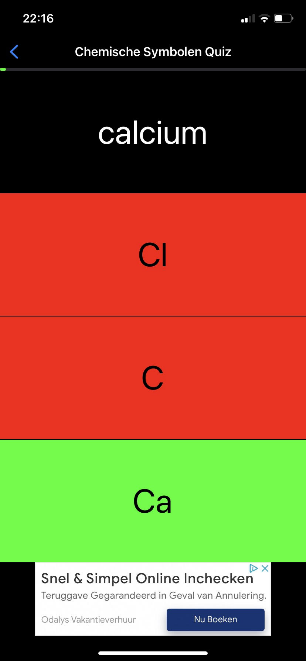 22:16
Chemische Symbolen Quiz
calcium
Cl
C
Ca
Snel & Simpel Online Inchecken
Teruggave Gegarandeerd in Geval van Annulering.
Odalys Vakantieverhuur
Nu Boeken